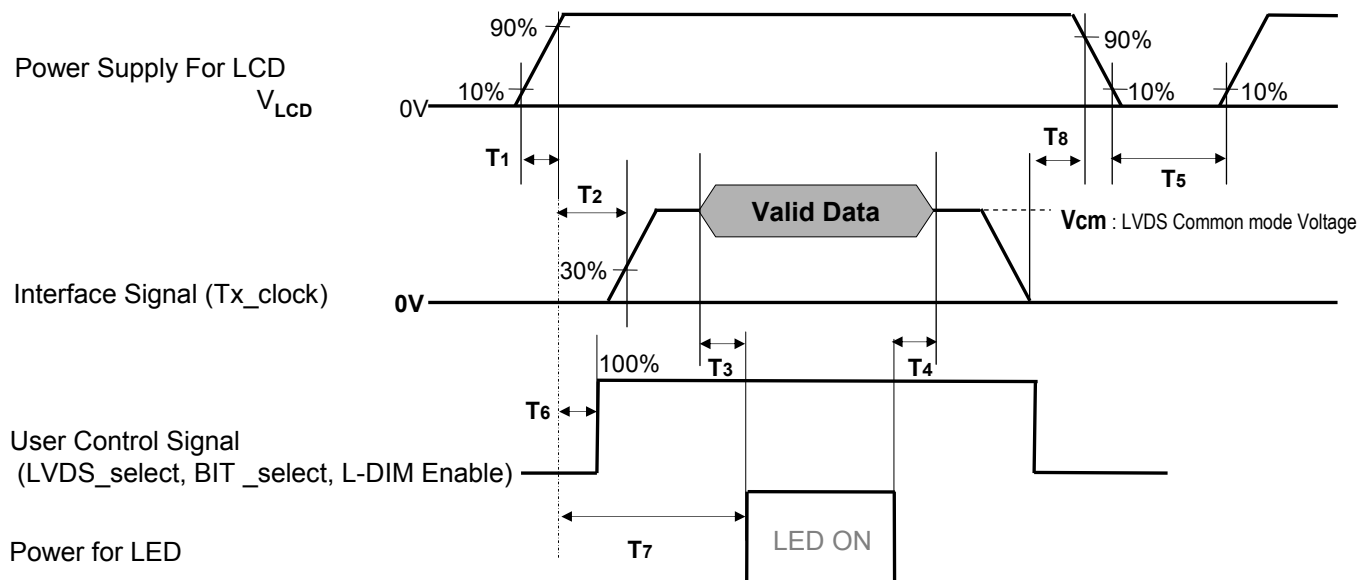 90%
90%
Power Supply For LCD
VLCD
10%
10%
10%
0V
T1
T8
T2
T5
Valid Data
Vcm : LVDS Common mode Voltage
30%
Interface Signal (Tx_clock)
0V
T3
T4
100%
T6
User Control Signal
(LVDS_select, BIT _select, L-DIM Enable)
T7
LED ON
Power for LED